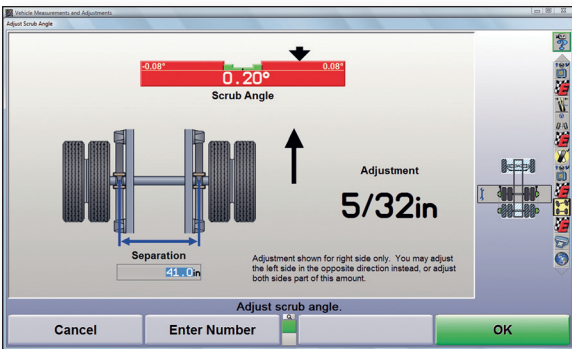 Vehicle Measurements and Adjustments
Adjust Scrub Angle
-0.08°
0.08°
0.20°
Scrub Angle
Adjustment
5/32in
Separation
41.0in
Adjustment shown for right side only. You may adjust
the left side in the opposite direction instead, or adjust
both sides part of this amount.
Adjust scrub angle.
Cancel
Enter Number
OK